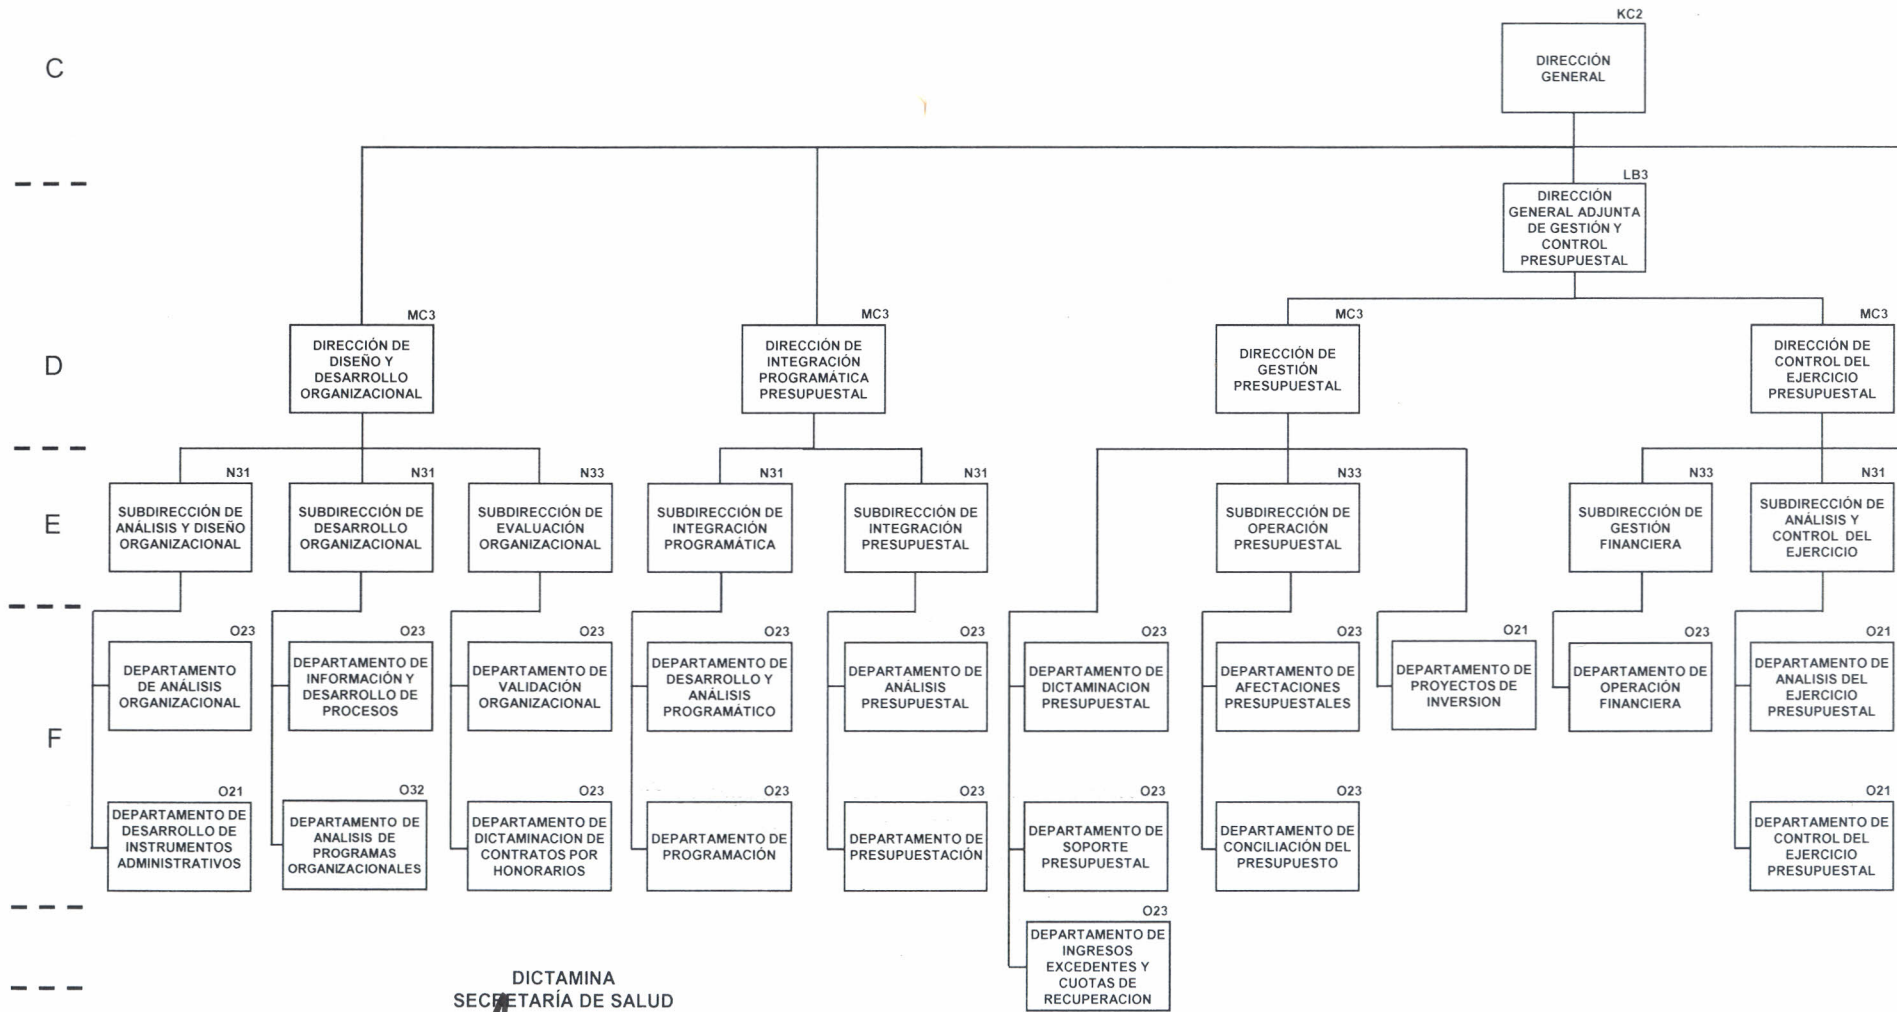 KC2
C
DIRECCIÓN
GENERAL
LB3
DIRECCIÓN
GENERAL ADJUNTA
DE GESTIÓN Y
CONTROL
PRESUPUESTAL
D
MC3
DIRECCIÓN DE
DISEÑO Y
DESARROLLO
ORGANIZACIONAL
MC3
DIRECCIÓN DE
INTEGRACIÓN
PROGRAMÁTICA
PRESUPUESTAL
MC3
DIRECCIÓN DE
GESTIÓN
PRESUPUESTAL
MC3
DIRECCIÓN DE
CONTROL DEL
EJERCICIO
PRESUPUESTAL
E
N31
SUBDIRECCIÓN DE
ANÁLISIS Y DISEÑO
ORGANIZACIONAL
N31
SUBDIRECCIÓN DE
DESARROLLO
ORGANIZACIONAL
N33
SUBDIRECCIÓN DE
EVALUACIÓN
ORGANIZACIONAL
N31
SUBDIRECCIÓN DE
INTEGRACIÓN
PROGRAMÁTICA
N31
SUBDIRECCIÓN DE
INTEGRACIÓN
PRESUPUESTAL
N33
SUBDIRECCIÓN DE
OPERACIÓN
PRESUPUESTAL
N33
SUBDIRECCIÓN DE
GESTIÓN
FINANCIERA
N31
SUBDIRECCIÓN DE
ANÁLISIS Y
CONTROL DEL
EJERCICIO
F
O23
DEPARTAMENTO
DE ANÁLISIS
ORGANIZACIONAL
O23
DEPARTAMENTO DE
INFORMACIÓN Y
DESARROLLO DE
PROCESOS
O23
DEPARTAMENTO DE
VALIDACIÓN
ORGANIZACIONAL
O23
DEPARTAMENTO DE
DESARROLLO Y
ANÁLISIS
PROGRAMÁTICO
O23
DEPARTAMENTO DE
ANÁLISIS
PRESUPUESTAL
O23
DEPARTAMENTO DE
DICTAMINACION
PRESUPUESTAL
O23
DEPARTAMENTO DE
AFECTACIONES
PRESUPUESTALES
O21
DEPARTAMENTO DE
PROYECTOS DE
INVERSION
O23
DEPARTAMENTO DE
OPERACIÓN
FINANCIERA
O21
DEPARTAMENTO DE
ANALISIS DEL
EJERCICIO
PRESUPUESTAL
O21
DEPARTAMENTO DE
DESARROLLO DE
INSTRUMENTOS
ADMINISTRATIVOS
O32
DEPARTAMENTO DE
ANALISIS DE
PROGRAMAS
ORGANIZACIONALES
O23
DEPARTAMENTO DE
DICTAMINACION DE
CONTRATOS POR
HONORARIOS
O23
DEPARTAMENTO DE
PROGRAMACIÓN
O23
DEPARTAMENTO DE
PRESUPUESTACIÓN
O23
DEPARTAMENTO DE
SOPORTE
PRESUPUESTAL
O23
DEPARTAMENTO DE
CONCILIACIÓN DEL
PRESUPUESTO
O21
DEPARTAMENTO DE
CONTROL DEL
EJERCICIO
PRESUPUESTAL
O23
DEPARTAMENTO DE
INGRESOS
EXCEDENTES Y
CUOTAS DE
RECUPERACION
DICTAMINA
SECRETARÍA DE SALUD